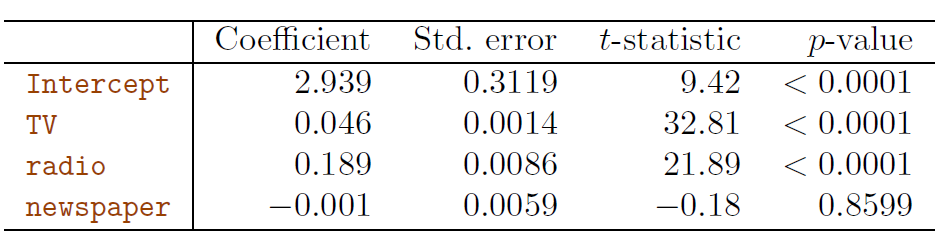 Coefficient Std. error t-statistic p-value
Intercept 2.939 0.3119 9.42 < 0.0001
TV 0.046 0.0014 32.81 < 0.0001
radio 0.189 0.0086 21.89 < 0.0001
newspaper −0.001 0.0059 −0.18 0.8599